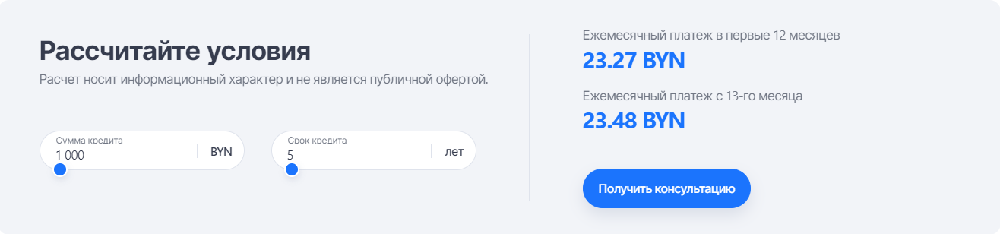 Рассчитайте условия
Расчет носит информационный характер и не является публичной офертой.
Сумма кредита
1 000
BYN
Срок кредита
5
лет
Ежемесячный платеж в первые 12 месяцев
23.27 BYN
Ежемесячный платеж с 13-го месяца
23.48 BYN
Получить консультацию